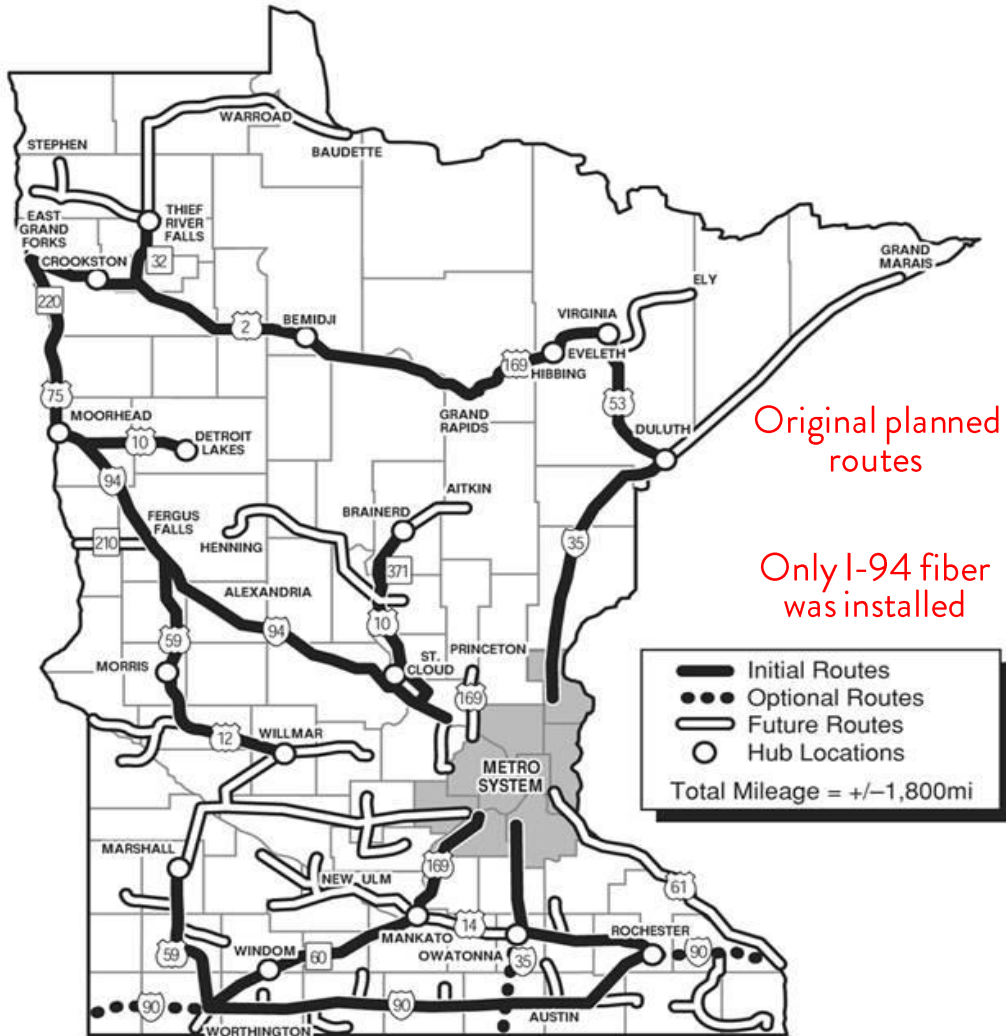 WARROAD
BAUDETTE
STEPHEN
EAST
GRAND
FORKS
THIEF
RIVER
FALLS
CROOKSTON
32
220
2
BEMIDJI
GRAND
MARAIS
ELY
VIRGINIA
EVELETH
169
HIBBING
75
53
GRAND
RAPIDS
MOORHEAD
10
DETROIT
LAKES
DULUTH
Original planned
routes
94
AITKIN
BRAINERD
FERGUS
FALLS
210
HENNING
35
371
Only I-94 fiber
was installed
ALEXANDRIA
94
10
59
PRINCETON
ST.
CLOUD
MORRIS
169
Initial Routes
Optional Routes
Future Routes
Hub Locations
Total Mileage = +/–1,800mi
12
WILLMAR
METRO
SYSTEM
MARSHALL
169
NEW ULM
61
14
MANKATO
OWATONNA
ROCHESTER
59
WINDOM
60
35
90
90
90
AUSTIN
WORTHINGTON